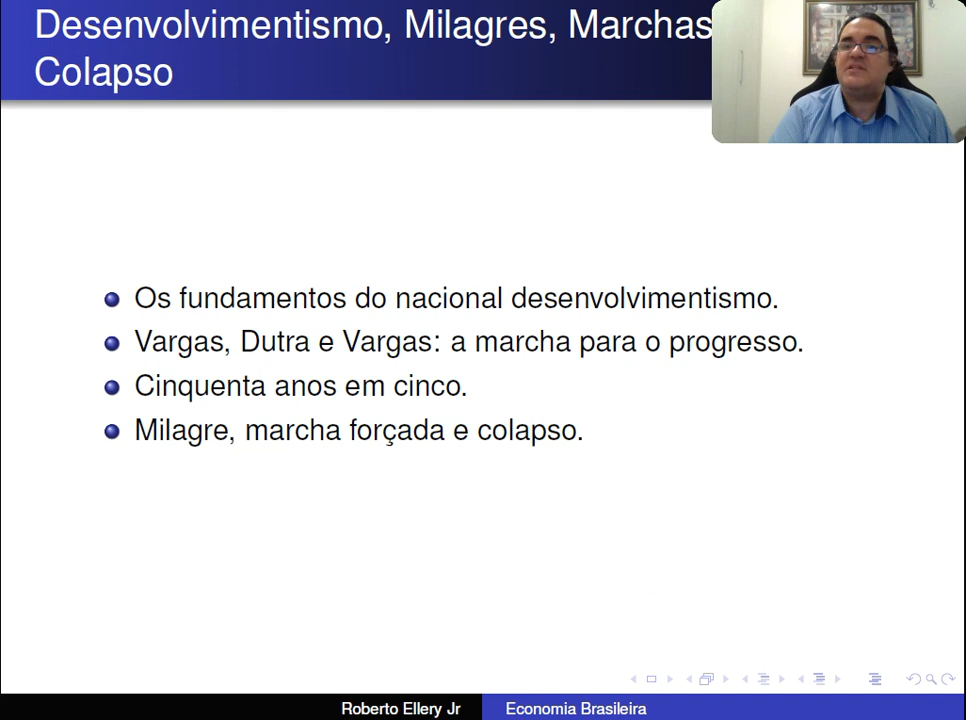 Desenvolvimentismo, Milagres, Marchas
Colapso
Os fundamentos do nacional desenvolvimentismo.
Vargas, Dutra e Vargas: a marcha para o progresso.
Cinquenta anos em cinco.
Milagre, marcha forçada e colapso.
Roberto Ellery Jr
Economia Brasileira